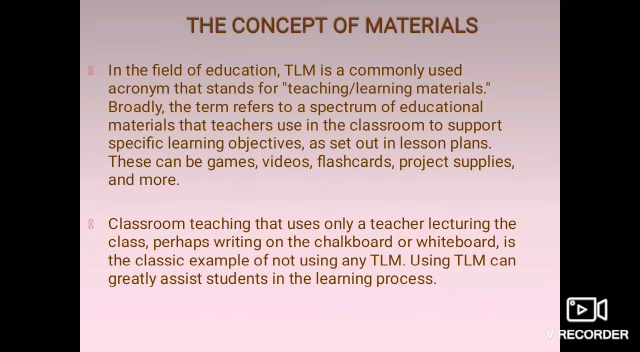 THE CONCEPT OF MATERIALS
In the field of education, TLM is a commonly used
acronym that stands for "teaching/learning materials."
Broadly, the term refers to a spectrum of educational
materials that teachers use in the classroom to support
specific learning objectives, as set out in lesson plans.
These can be games, videos, flashcards, project supplies,
and more.
Classroom teaching that uses only a teacher lecturing the
class, perhaps writing on the chalkboard or whiteboard, is
the classic example of not using any TLM. Using TLM can
greatly assist students in the learning process.
V RECORDER